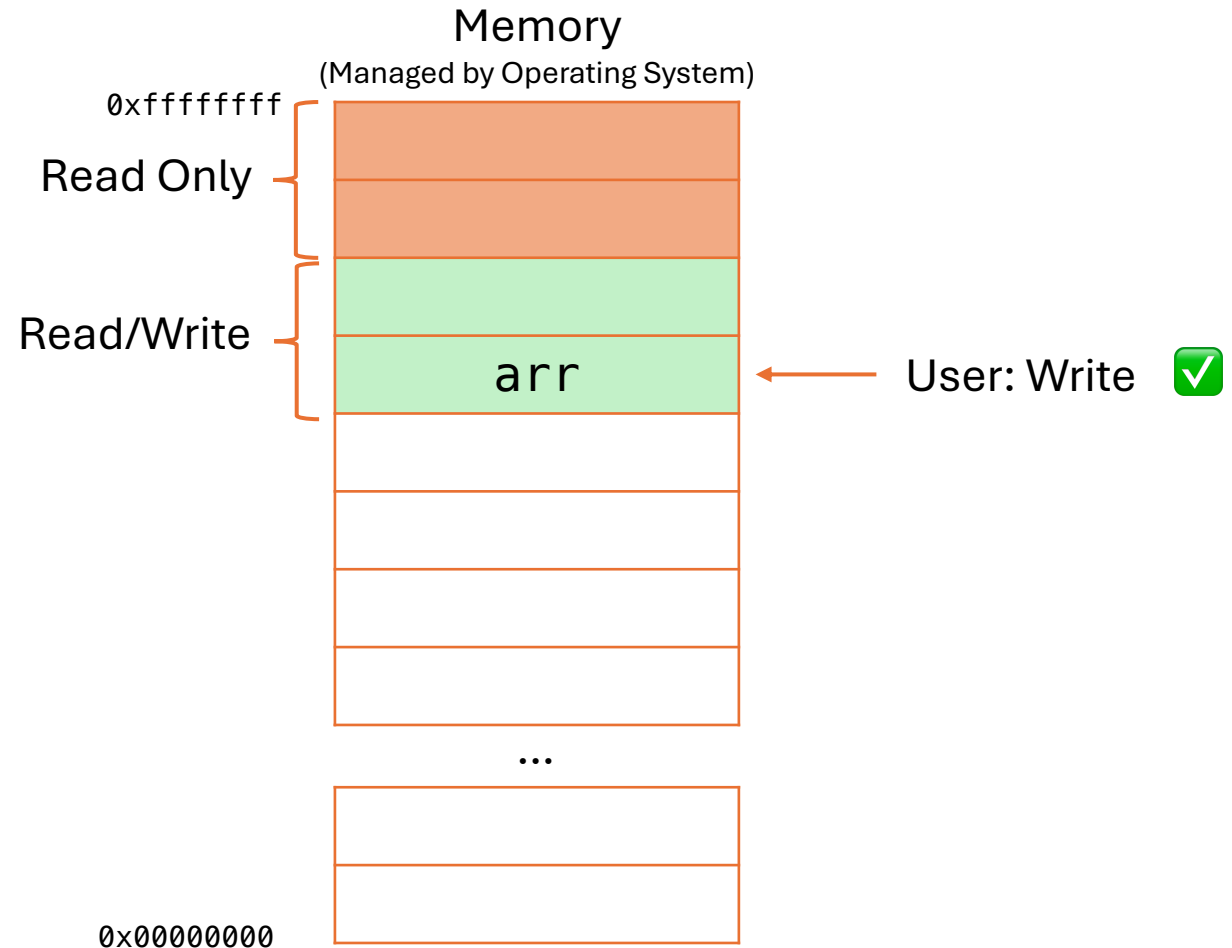 Memory
(Managed by Operating System)
0xffffffff
Read Only
Read/Write
arr
User: Write ✅
...
0x00000000